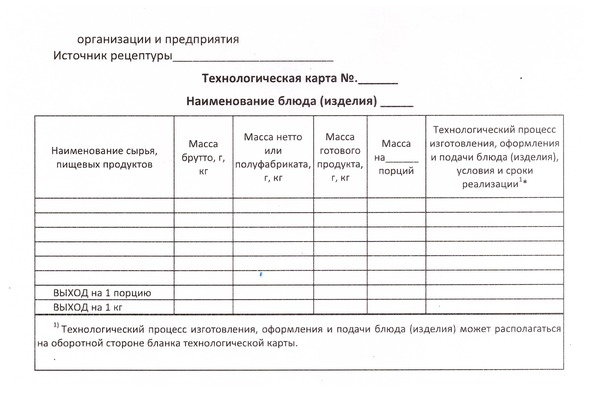 организации и предприятия
Источник рецептуры________________________
Технологическая карта №.______
Наименование блюда (изделия) _____
Наименование сырья,
пищевых продуктов
Масса
брутто, г,
кг
Масса нетто
или
полуфабриката,
г, кг
Масса
готового
продукта,
г, кг
Масса
на______
порций
Технологический процесс
изготовления, оформления
и подачи блюда (изделия),
условия и сроки
реализации¹*
ВЫХОД на 1 порцию
ВЫХОД на 1 кг
¹⁾ Технологический процесс изготовления, оформления и подачи блюда (изделия) может располагаться
на оборотной стороне бланка технологической карты.